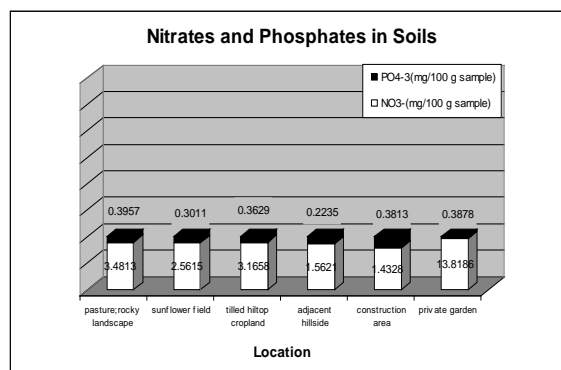 Nitrates and Phosphates in Soils
PO4-3(mg/100 g sample)
NO3-(mg/100 g sample)
0.3957 0.3011 0.3629 0.2235 0.3813 0.3878
3.4813 2.5615 3.1658 1.5621 1.4328 13.8186
pasture;rocky landscape
sunflower field
tilled hiltop cropland
adjacent hillside
construction area
private garden
Location